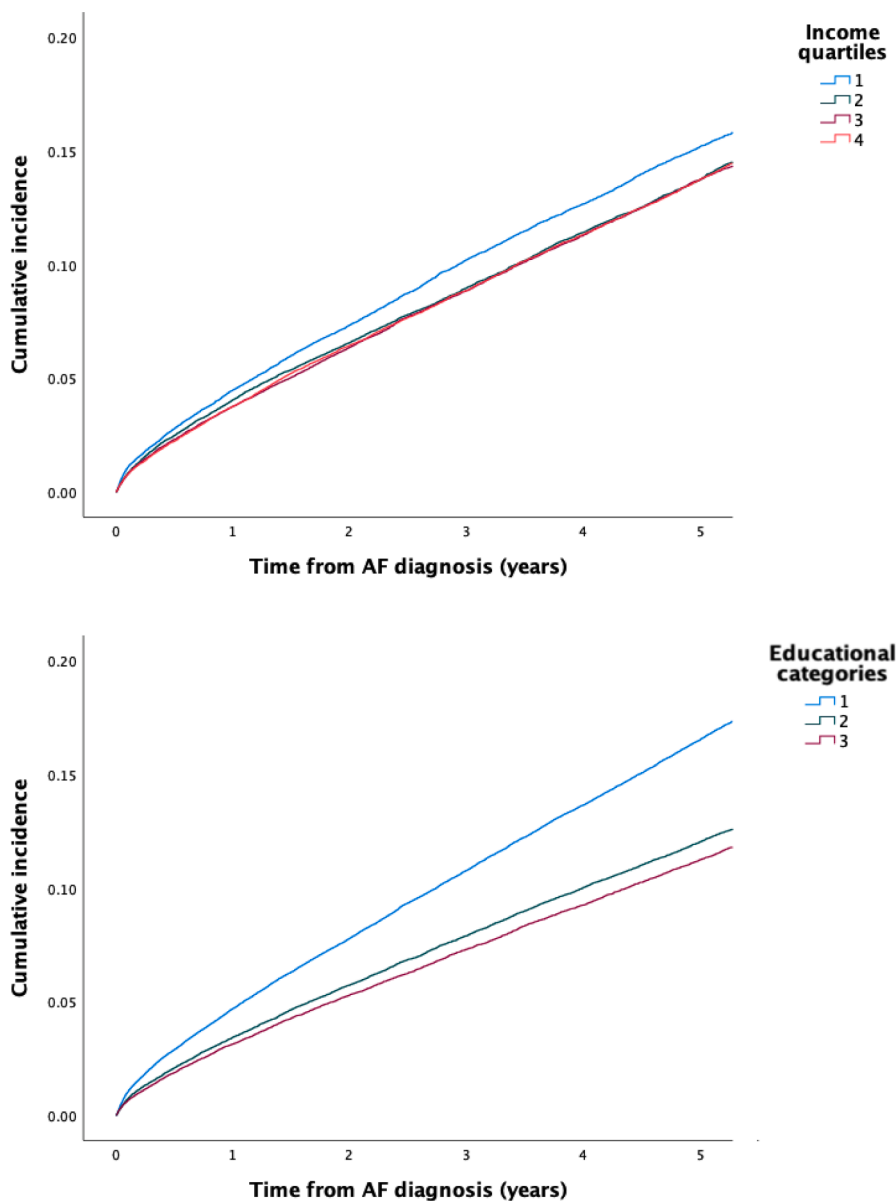 Income
quartiles
1
2
3
4
0.20
0.15
0.10
0.05
0.00
Cumulative incidence
0 1 2 3 4 5
Time from AF diagnosis (years)
Educational
categories
1
2
3
0.20
0.15
0.10
0.05
0.00
Cumulative incidence
0 1 2 3 4 5
Time from AF diagnosis (years)